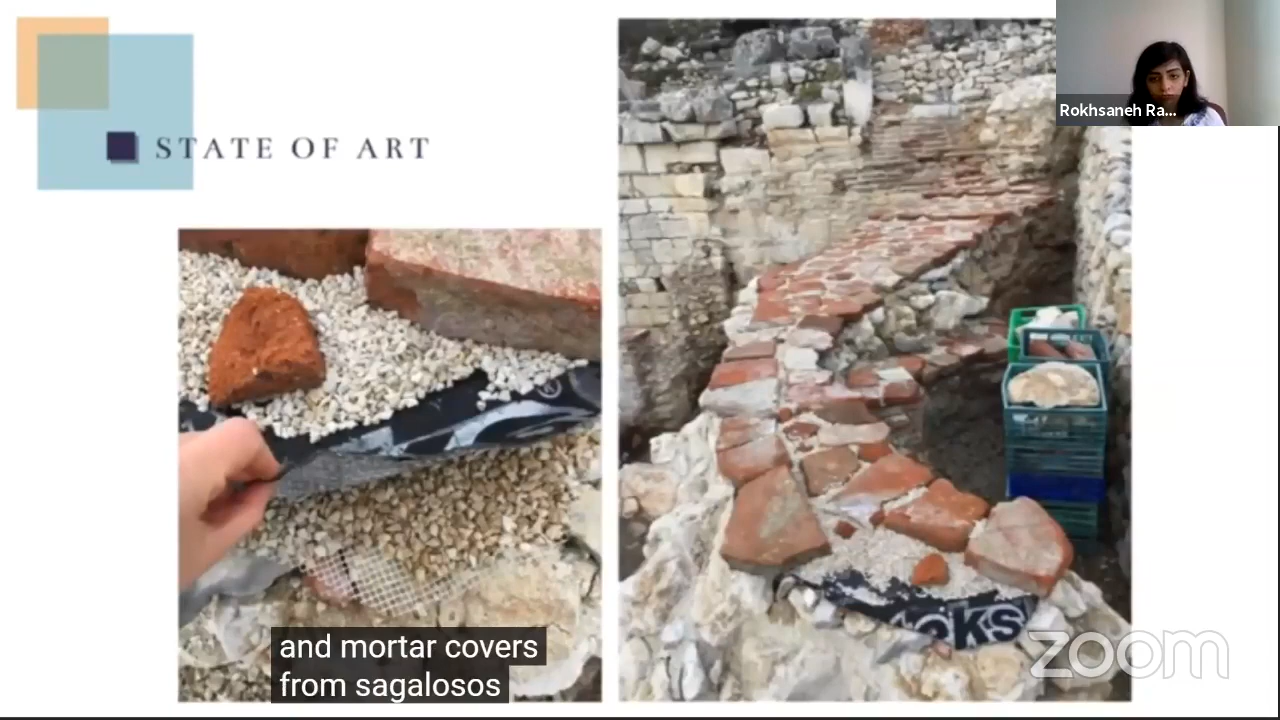 STATE OF ART
Rokhsaneh Ra...
and mortar covers
from sagalosos
zoom